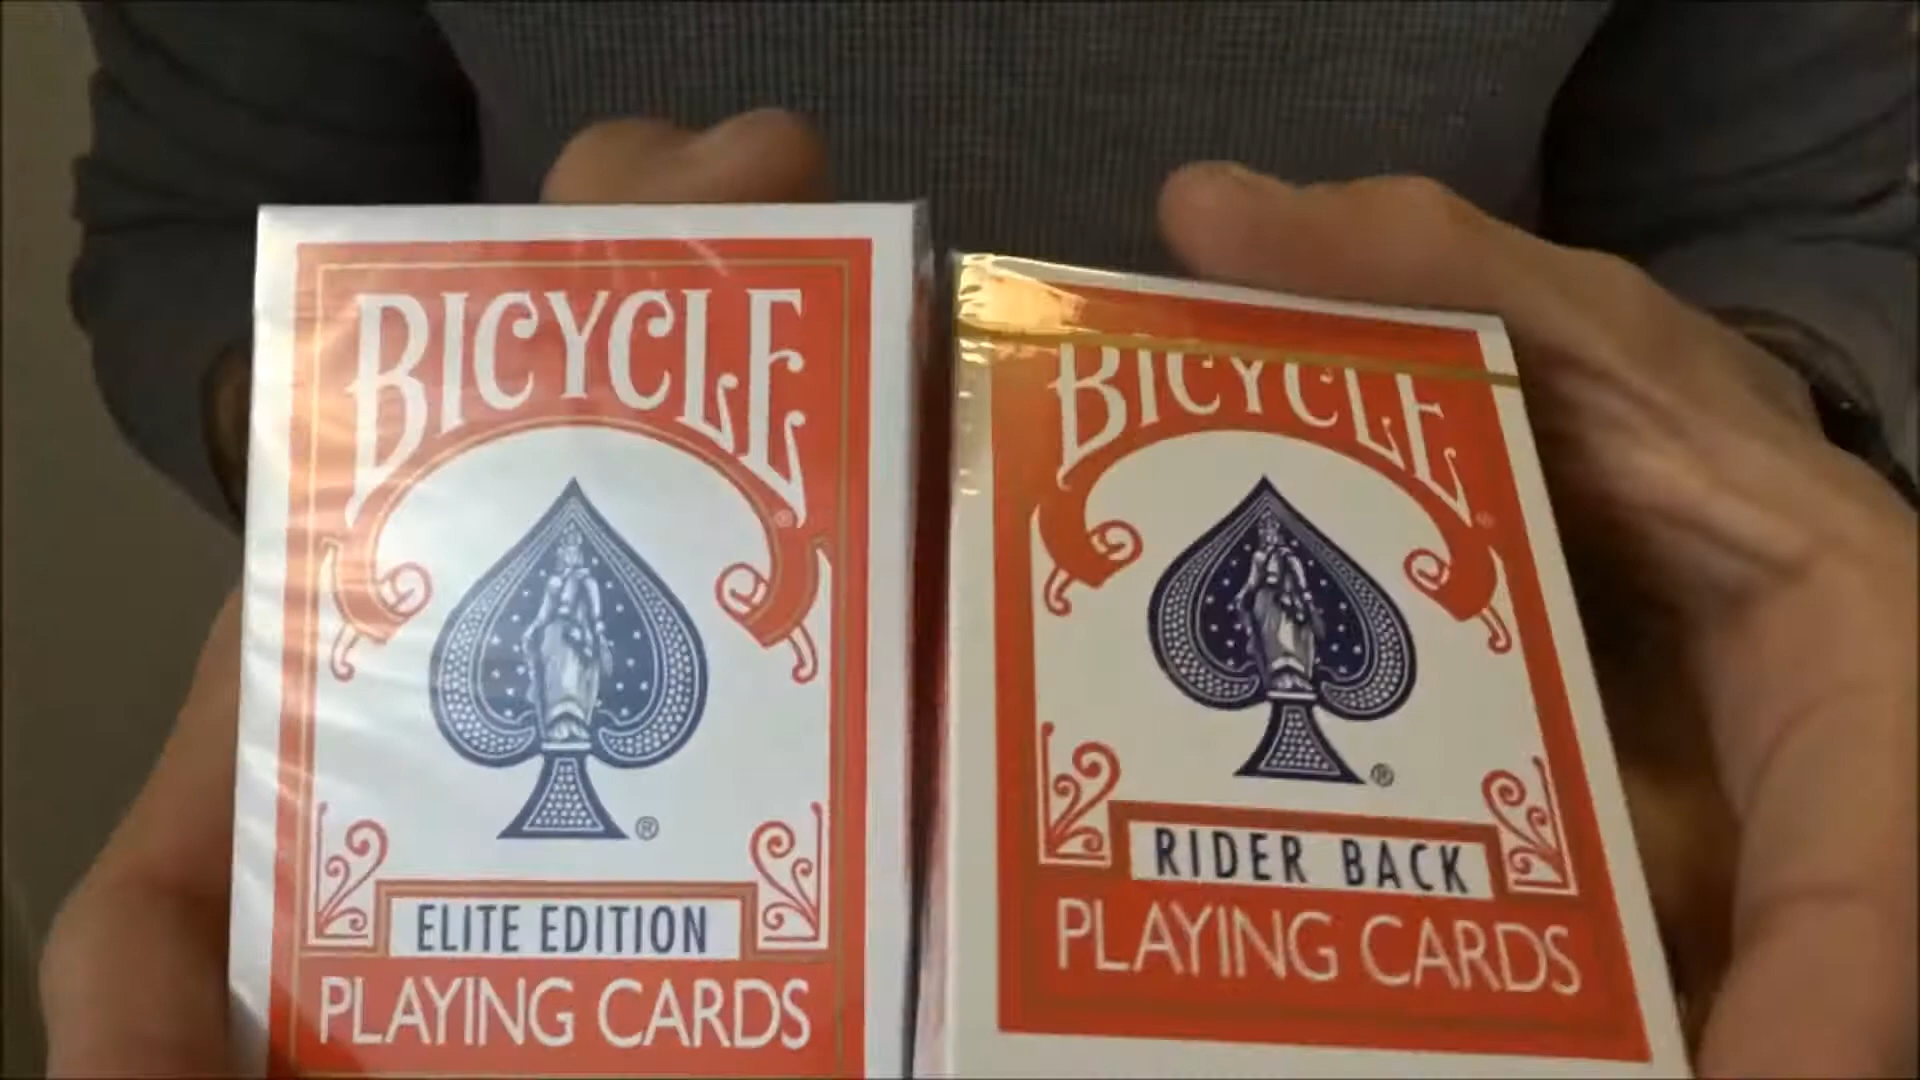 BICYCLE
®
®
ELITE EDITION
PLAYING CARDS
BICYCLE
®
®
RIDER BACK
PLAYING CARDS